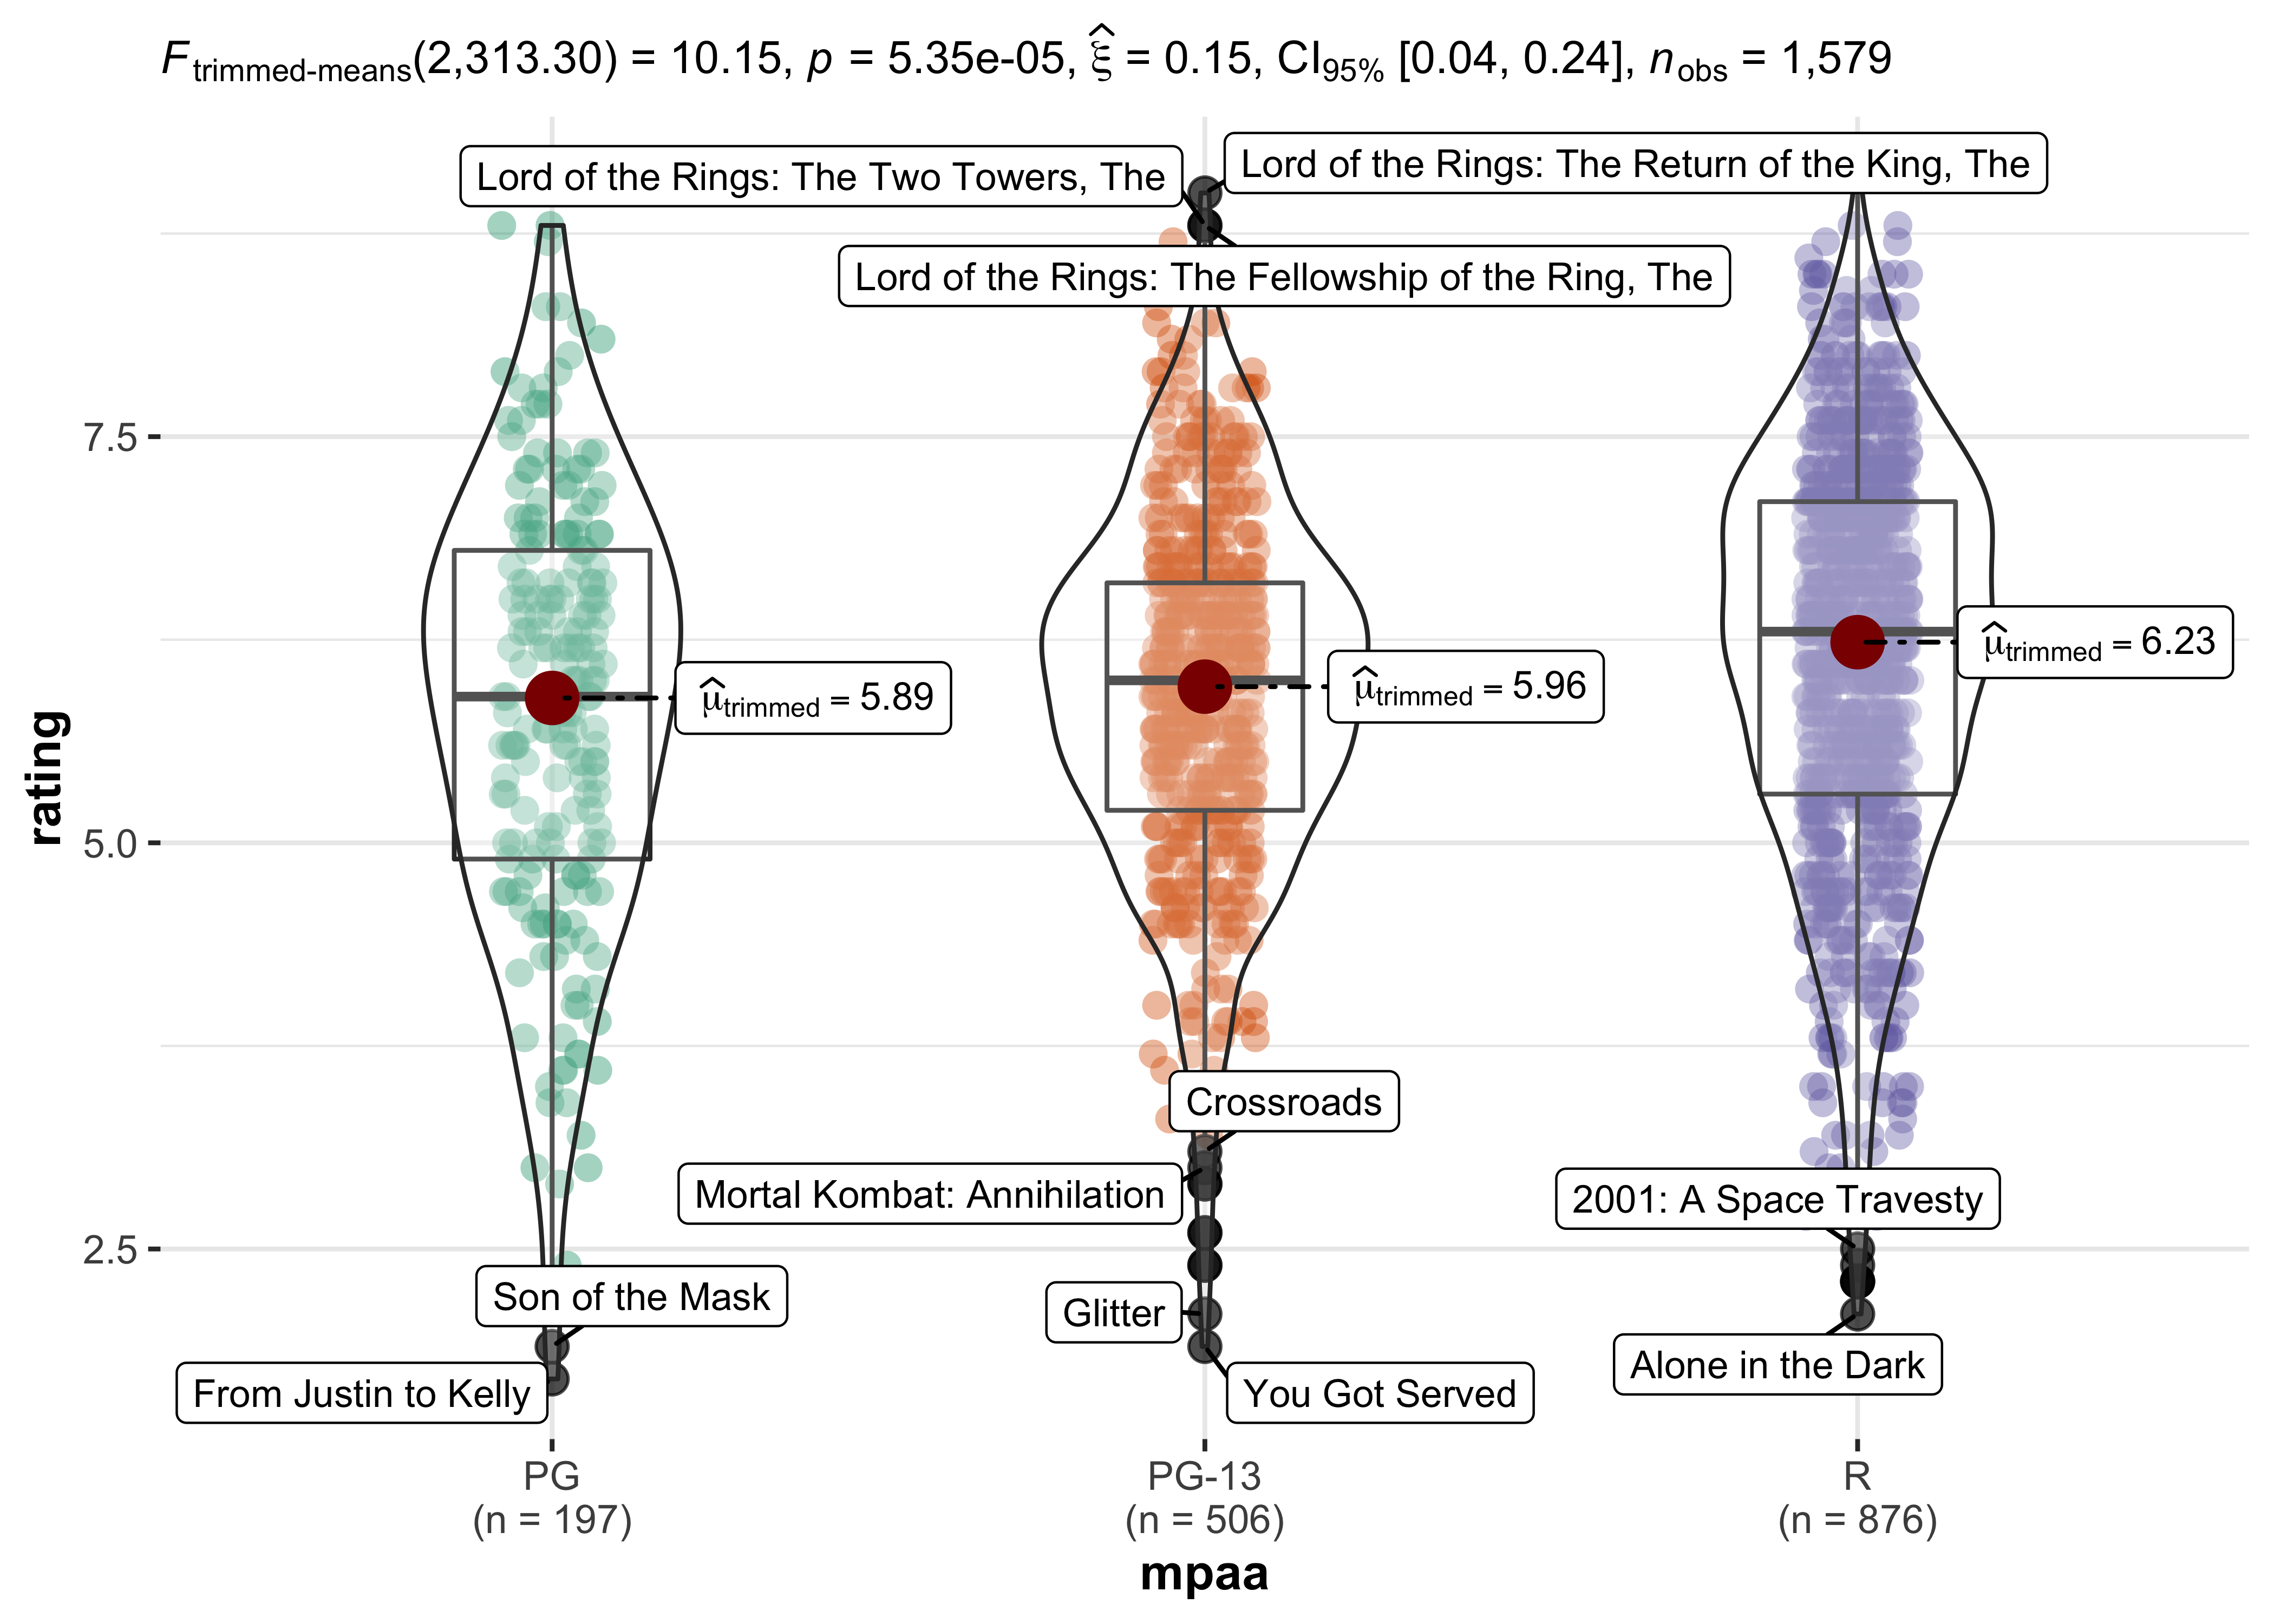 F trimmed-means(2,313.30) = 10.15, p = 5.35e-05, ξ̂ = 0.15, CI95% [0.04, 0.24], nobs = 1,579
Lord of the Rings: The Return of the King, The
Lord of the Rings: The Two Towers, The
Lord of the Rings: The Fellowship of the Ring, The
7.5
μ̂trimmed = 6.23
μ̂trimmed = 5.96
μ̂trimmed = 5.89
rating
5.0
Crossroads
Mortal Kombat: Annihilation
2001: A Space Travesty
2.5
Son of the Mask
Glitter
Alone in the Dark
From Justin to Kelly
You Got Served
PG
(n = 197)
PG-13
(n = 506)
R
(n = 876)
mpaa